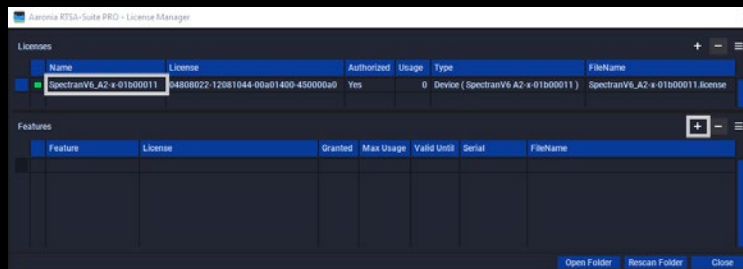 Aaronia RTSA-Suite PRO - License Manager
Licenses
Name License Authorized Usage Type FileName
SpectranV6_A2-x-01b00011 04808022-12081044-00a01400-450000a0 Yes 0 Device ( SpectranV6 A2-x-01b00011 ) SpectranV6_A2-x-01b00011.license
Features
Feature License Granted Max Usage Valid Until Serial FileName
Open Folder Rescan Folder Close